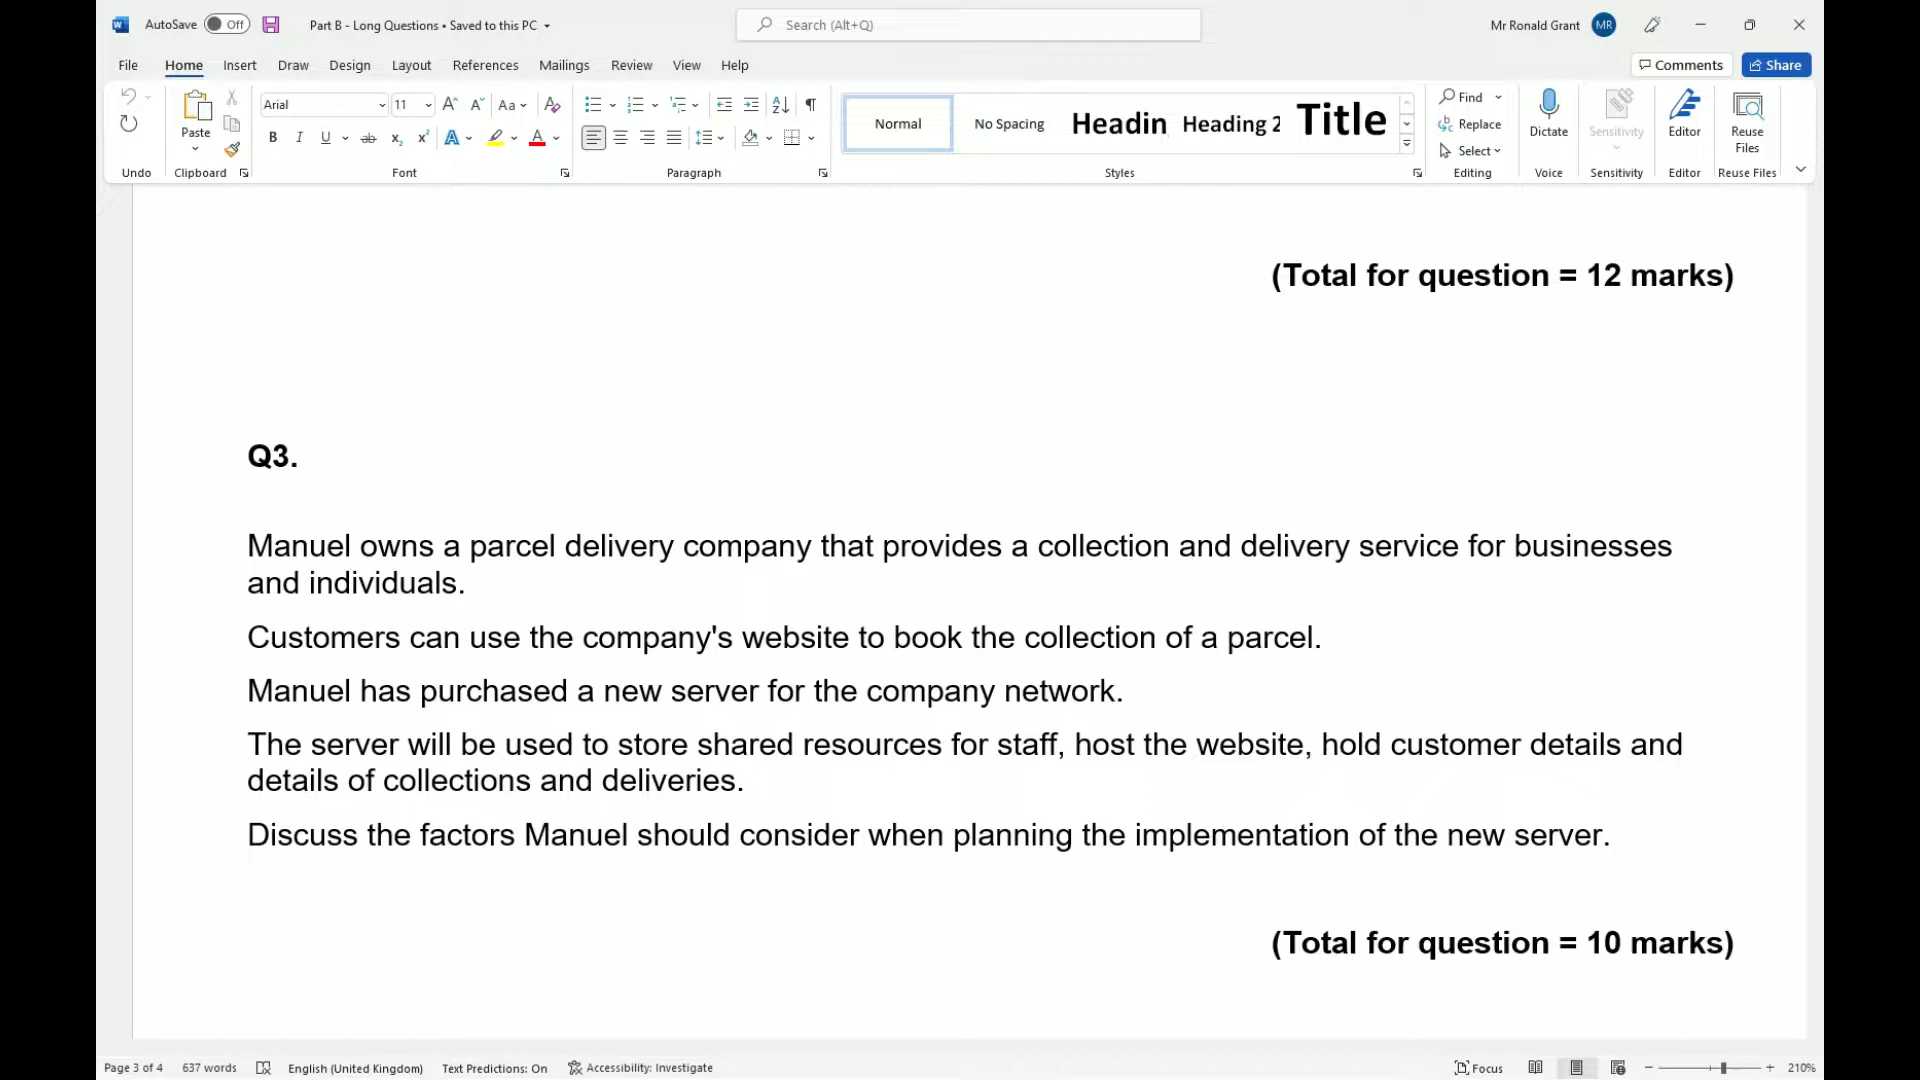 AutoSave Off Part B - Long Questions • Saved to this PC Search (Alt+Q) Mr Ronald Grant MR
File Home Insert Draw Design Layout References Mailings Review View Help Comments Share
Paste
Arial 11
Normal No Spacing Headin Heading 2 Title
Find
Replace
Select
Dictate
Sensitivity
Editor
Reuse
Files
Undo Clipboard Font Paragraph Styles Editing Voice Sensitivity Editor Reuse Files
(Total for question = 12 marks)
Q3.
Manuel owns a parcel delivery company that provides a collection and delivery service for businesses
and individuals.
Customers can use the company's website to book the collection of a parcel.
Manuel has purchased a new server for the company network.
The server will be used to store shared resources for staff, host the website, hold customer details and
details of collections and deliveries.
Discuss the factors Manuel should consider when planning the implementation of the new server.
(Total for question = 10 marks)
Page 3 of 4 637 words English (United Kingdom) Text Predictions: On Accessibility: Investigate Focus 210%